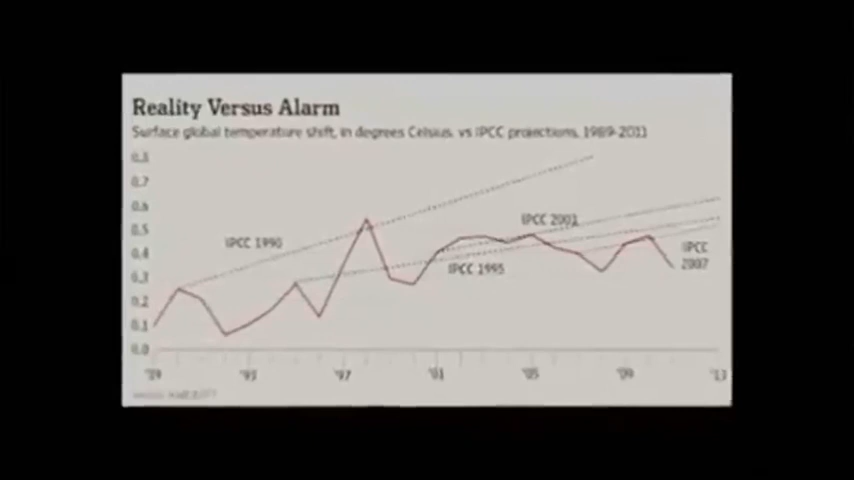 Reality Versus Alarm
Surface global temperature shift, in degrees Celsius, vs IPCC projections, 1989-2011
0.8
0.7
0.6
0.5
0.4
0.3
0.2
0.1
0.0
IPCC 1990
IPCC 2001
IPCC 1995
IPCC
2007
'89 '93 '97 '01 '05 '09 '13